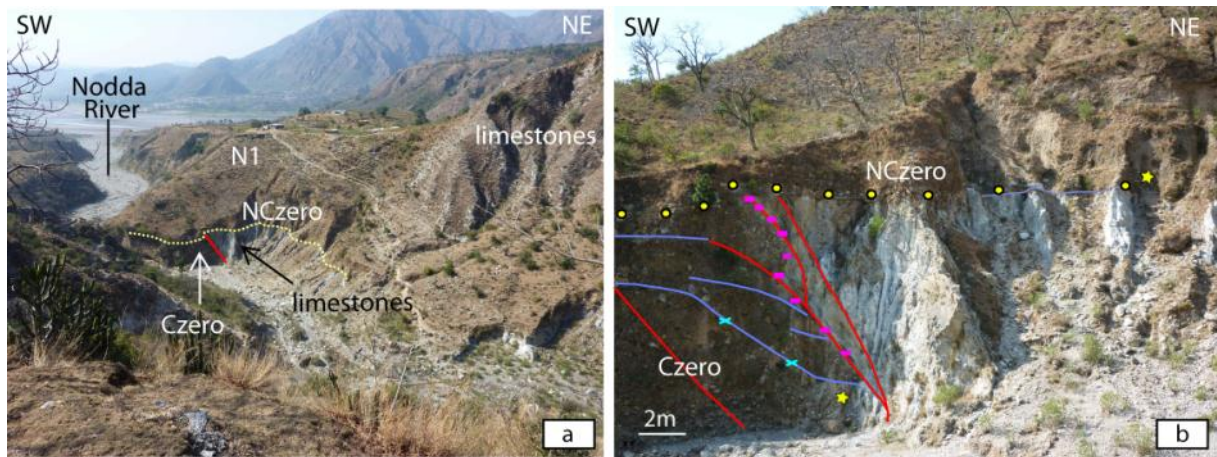 SW
NE
Nodda
River
limestones
N1
NCzero
limestones
Czero
a
SW
NE
NCzero
Czero
2m
b